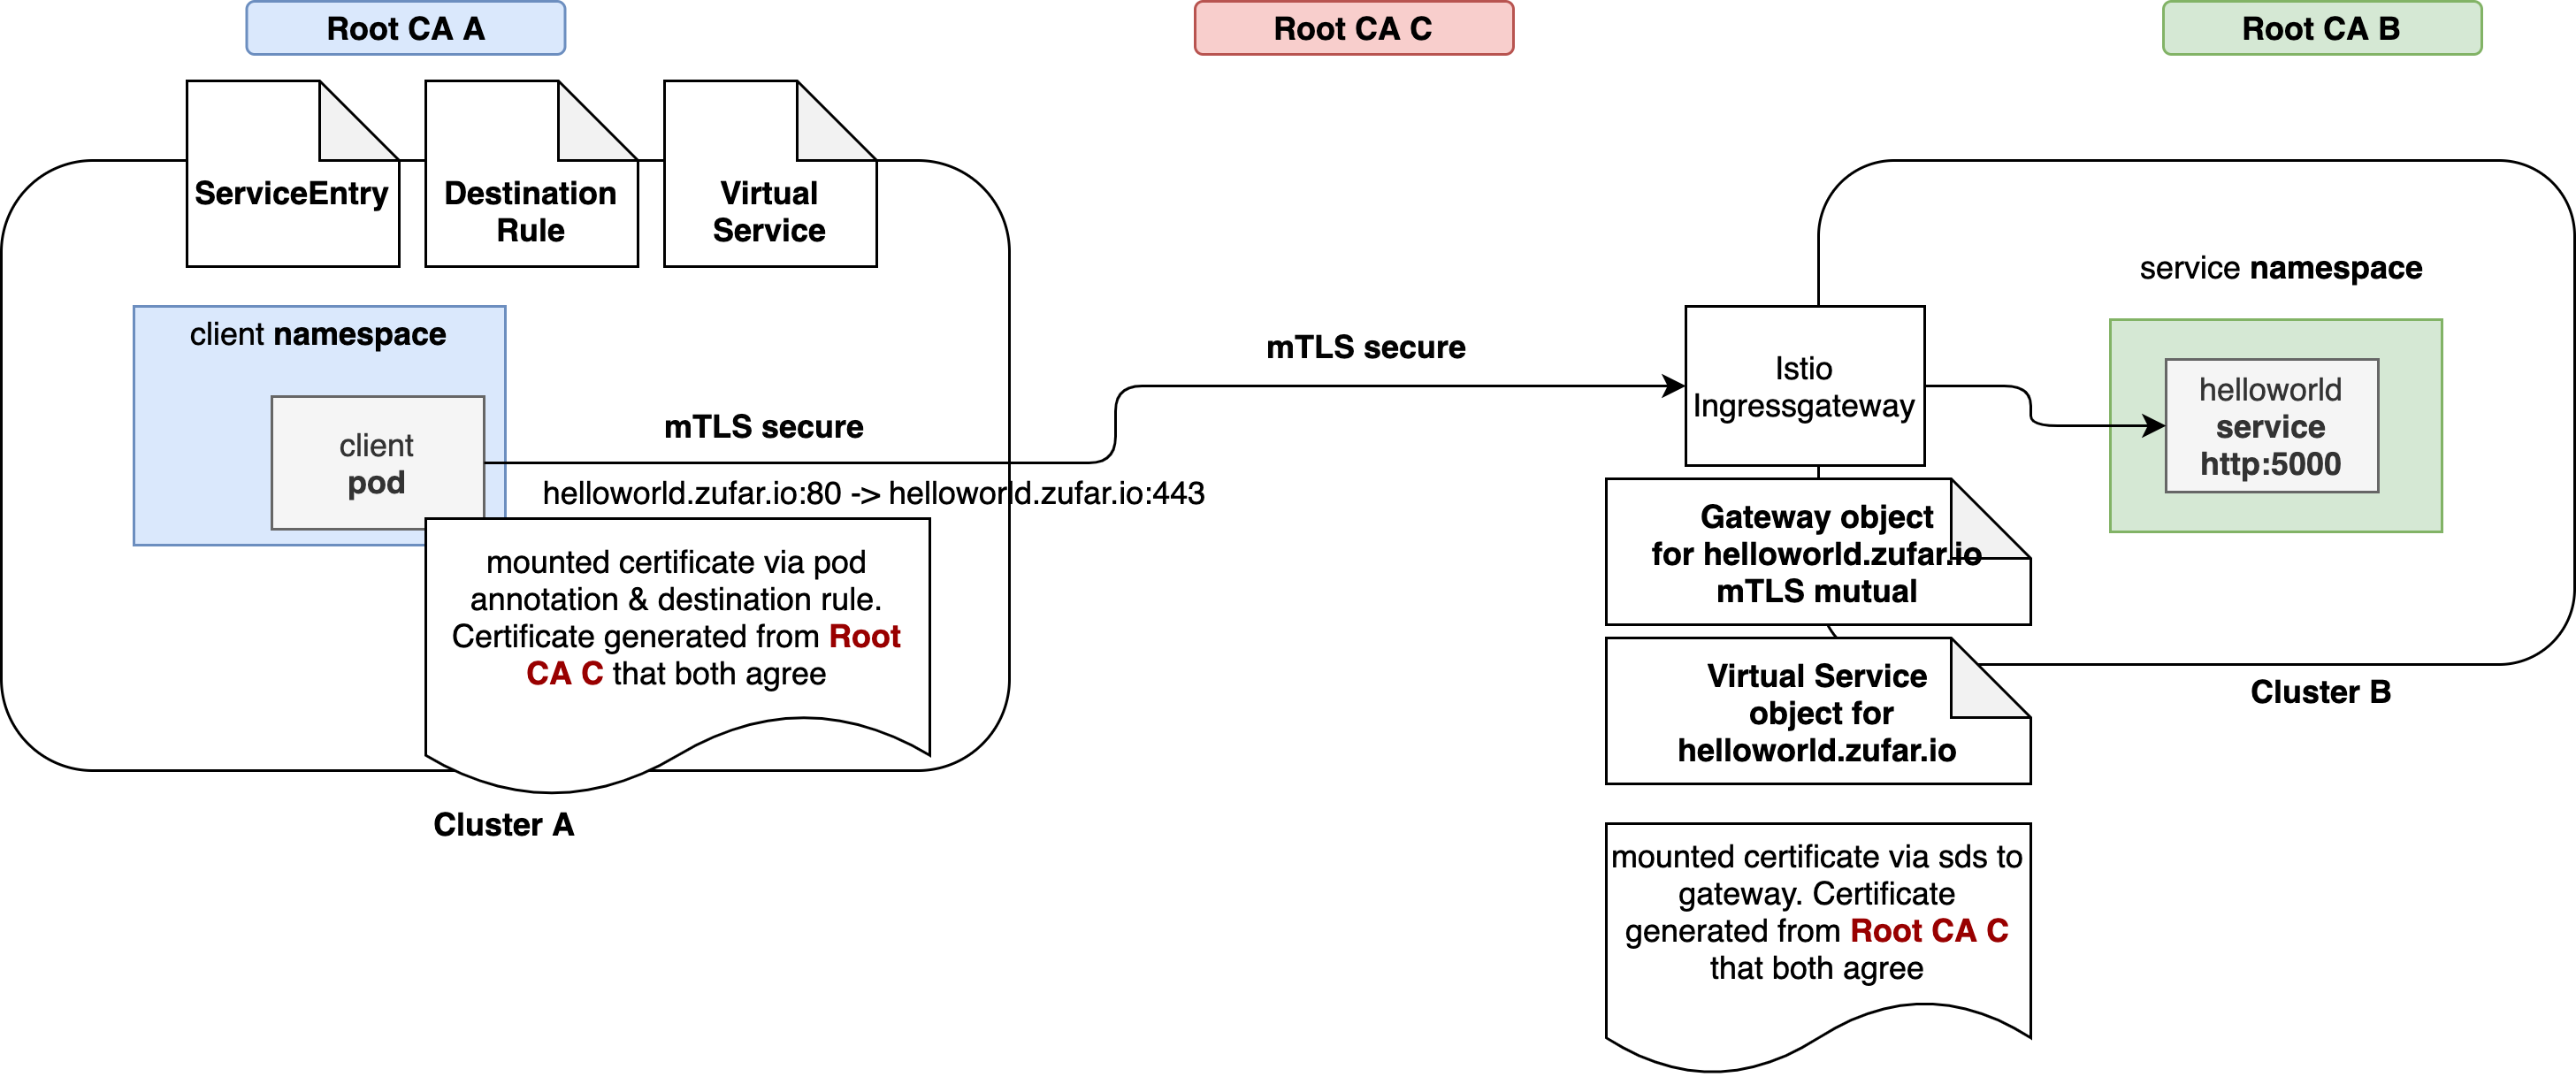 Root CA A
Root CA C
Root CA B
ServiceEntry
Destination
Rule
Virtual
Service
client namespace
client
pod
mTLS secure
helloworld.zufar.io:80 -> helloworld.zufar.io:443
mounted certificate via pod
annotation & destination rule.
Certificate generated from Root
CA C that both agree
Cluster A
mTLS secure
Istio
Ingressgateway
service namespace
helloworld
service
http:5000
Gateway object
for helloworld.zufar.io
mTLS mutual
Virtual Service
object for
helloworld.zufar.io
Cluster B
mounted certificate via sds to
gateway. Certificate
generated from Root CA C
that both agree